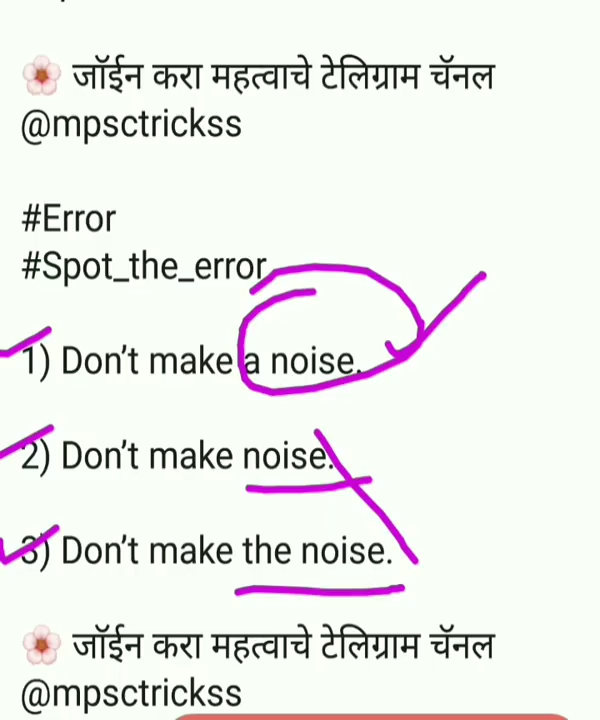 🌸 जॉईन करा महत्वाचे टेलिग्राम चॅनल
@mpsctrickss
#Error
#Spot_the_error
1) Don't make a noise.
2) Don't make noise.
3) Don't make the noise.
🌸 जॉईन करा महत्वाचे टेलिग्राम चॅनल
@mpsctrickss